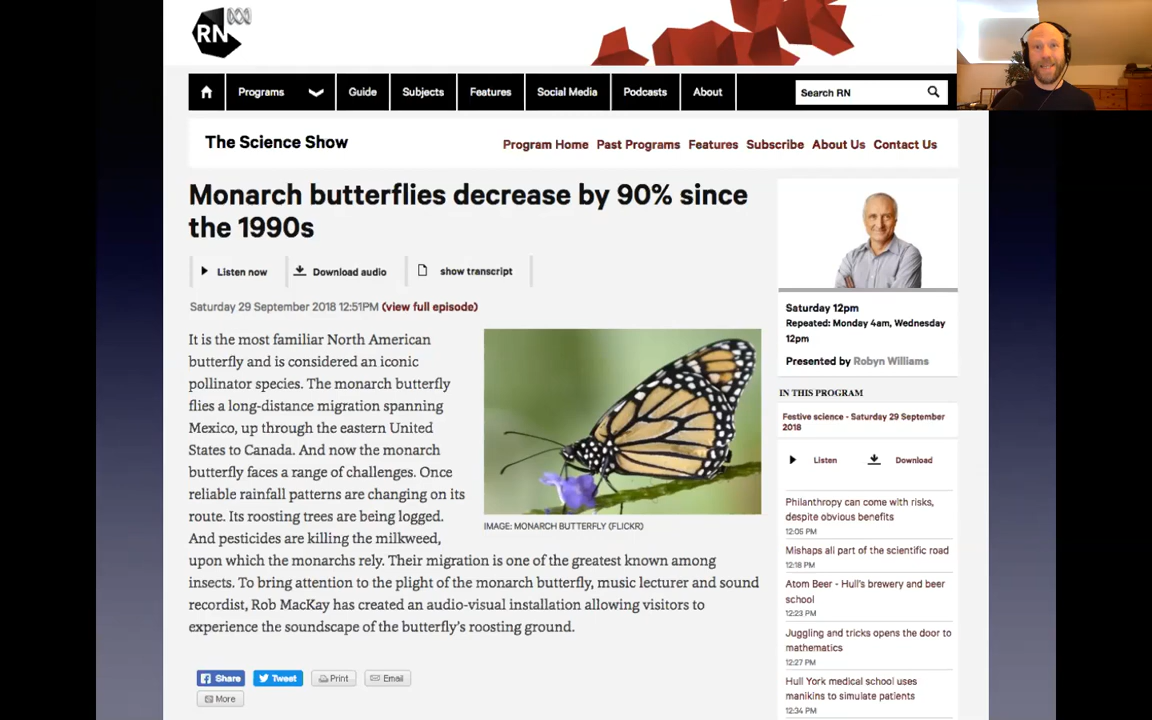 RN
Programs
Guide
Subjects
Features
Social Media
Podcasts
About
Search RN
The Science Show
Program Home
Past Programs
Features
Subscribe
About Us
Contact Us
Monarch butterflies decrease by 90% since
the 1990s
Listen now
Download audio
show transcript
Saturday 29 September 2018 12:51PM (view full episode)
It is the most familiar North American
butterfly and is considered an iconic
pollinator species. The monarch butterfly
flies a long-distance migration spanning
Mexico, up through the eastern United
States to Canada. And now the monarch
butterfly faces a range of challenges. Once
reliable rainfall patterns are changing on its
route. Its roosting trees are being logged.
And pesticides are killing the milkweed,
upon which the monarchs rely. Their migration is one of the greatest known among
insects. To bring attention to the plight of the monarch butterfly, music lecturer and sound
recordist, Rob MacKay has created an audio-visual installation allowing visitors to
experience the soundscape of the butterfly's roosting ground.
IMAGE: MONARCH BUTTERFLY (FLICKR)
Share
Tweet
Print
Email
More
Saturday 12pm
Repeated: Monday 4am, Wednesday
12pm
Presented by Robyn Williams
IN THIS PROGRAM
Festive science - Saturday 29 September
2018
Listen
Download
Philanthropy can come with risks,
despite obvious benefits
12:05 PM
Mishaps all part of the scientific road
12:18 PM
Atom Beer - Hull's brewery and beer
school
12:23 PM
Juggling and tricks opens the door to
mathematics
12:27 PM
Hull York medical school uses
manikins to simulate patients
12:34 PM